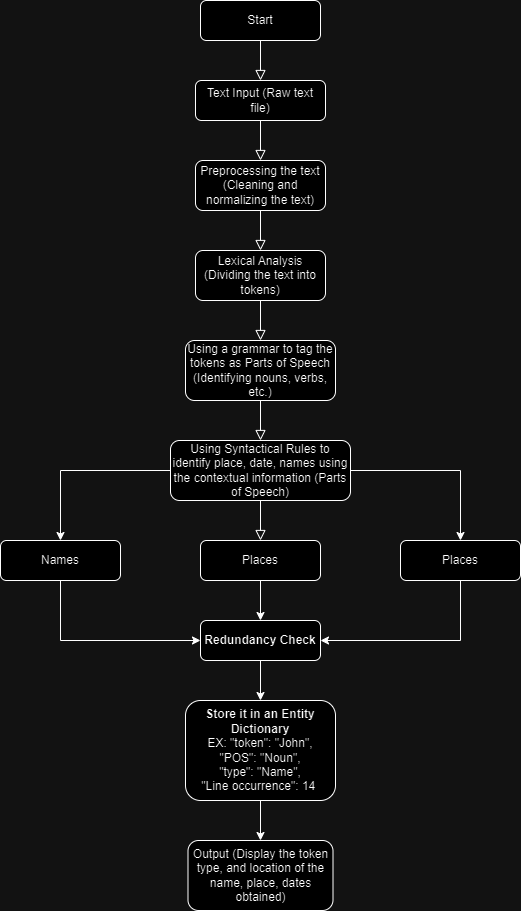 Start
Text Input (Raw text
file)
Preprocessing the text
(Cleaning and
normalizing the text)
Lexical Analysis
(Dividing the text into
tokens)
Using a grammar to tag the
tokens as Parts of Speech
(Identifying nouns, verbs,
etc.)
Using Syntactical Rules to
identify place, date, names using
the contextual information (Parts
of Speech)
Names
Places
Places
Redundancy Check
Store it in an Entity
Dictionary
EX: "token": "John",
"POS": "Noun",
"type": "Name",
"Line occurrence": 14
Output (Display the token
type, and location of the
name, place, dates
obtained)